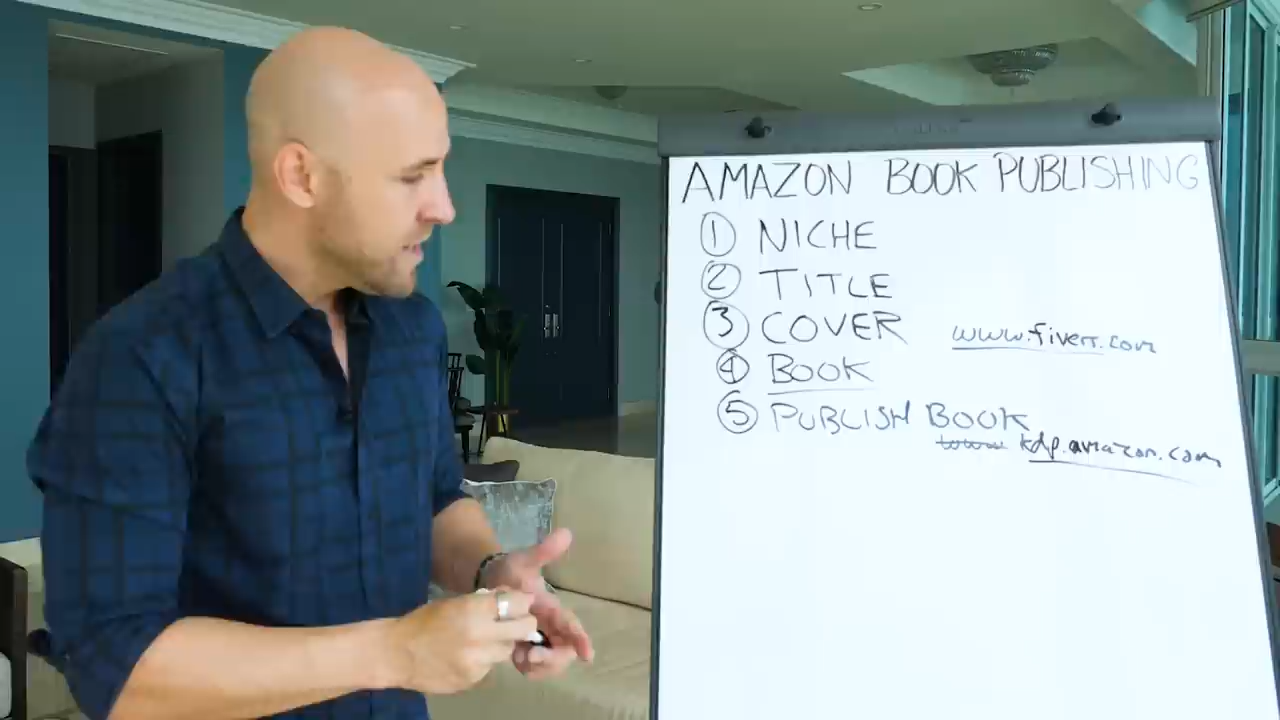 AMAZON BOOK PUBLISHING
① NICHE
② TITLE
③ COVER www.fiverr.com
④ BOOK
⑤ PUBLISH BOOK
www kdp.amazon.com